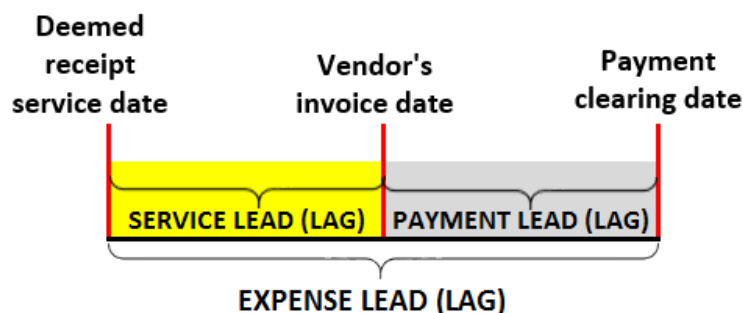 Deemed
receipt
service date
Vendor's
invoice date
Payment
clearing date
SERVICE LEAD (LAG)
PAYMENT LEAD (LAG)
EXPENSE LEAD (LAG)